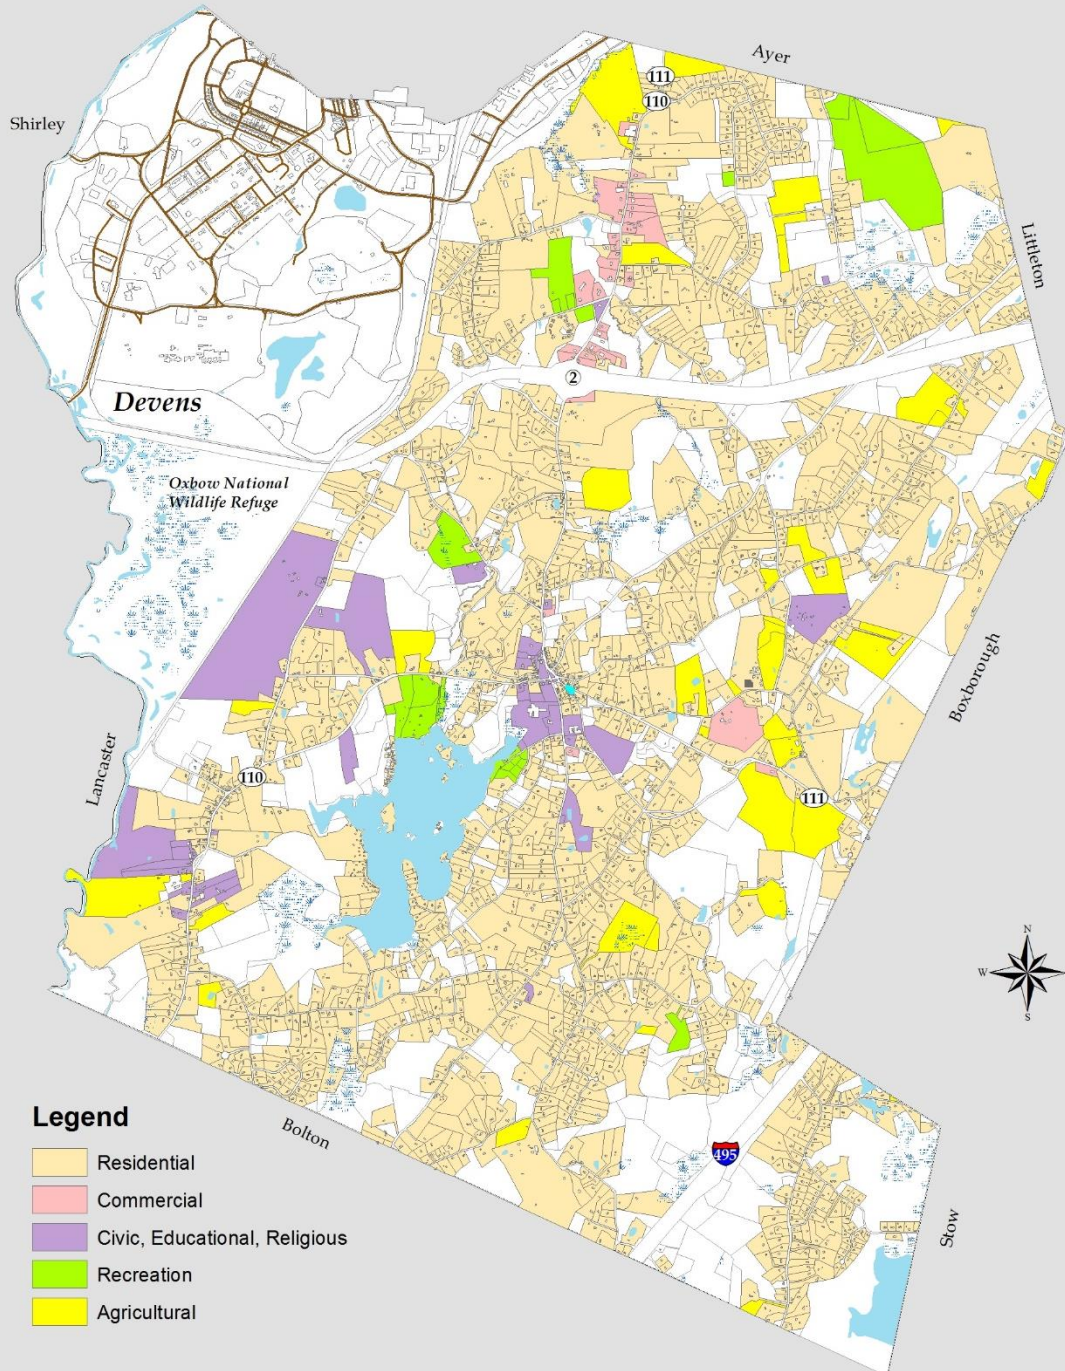 Ayer
111
110
Shirley
Littleton
2
Devens
Oxbow National
Wildlife Refuge
Boxborough
Lancaster
110
111
N
W
E
S
Bolton
495
Stow
Legend
Residential
Commercial
Civic, Educational, Religious
Recreation
Agricultural